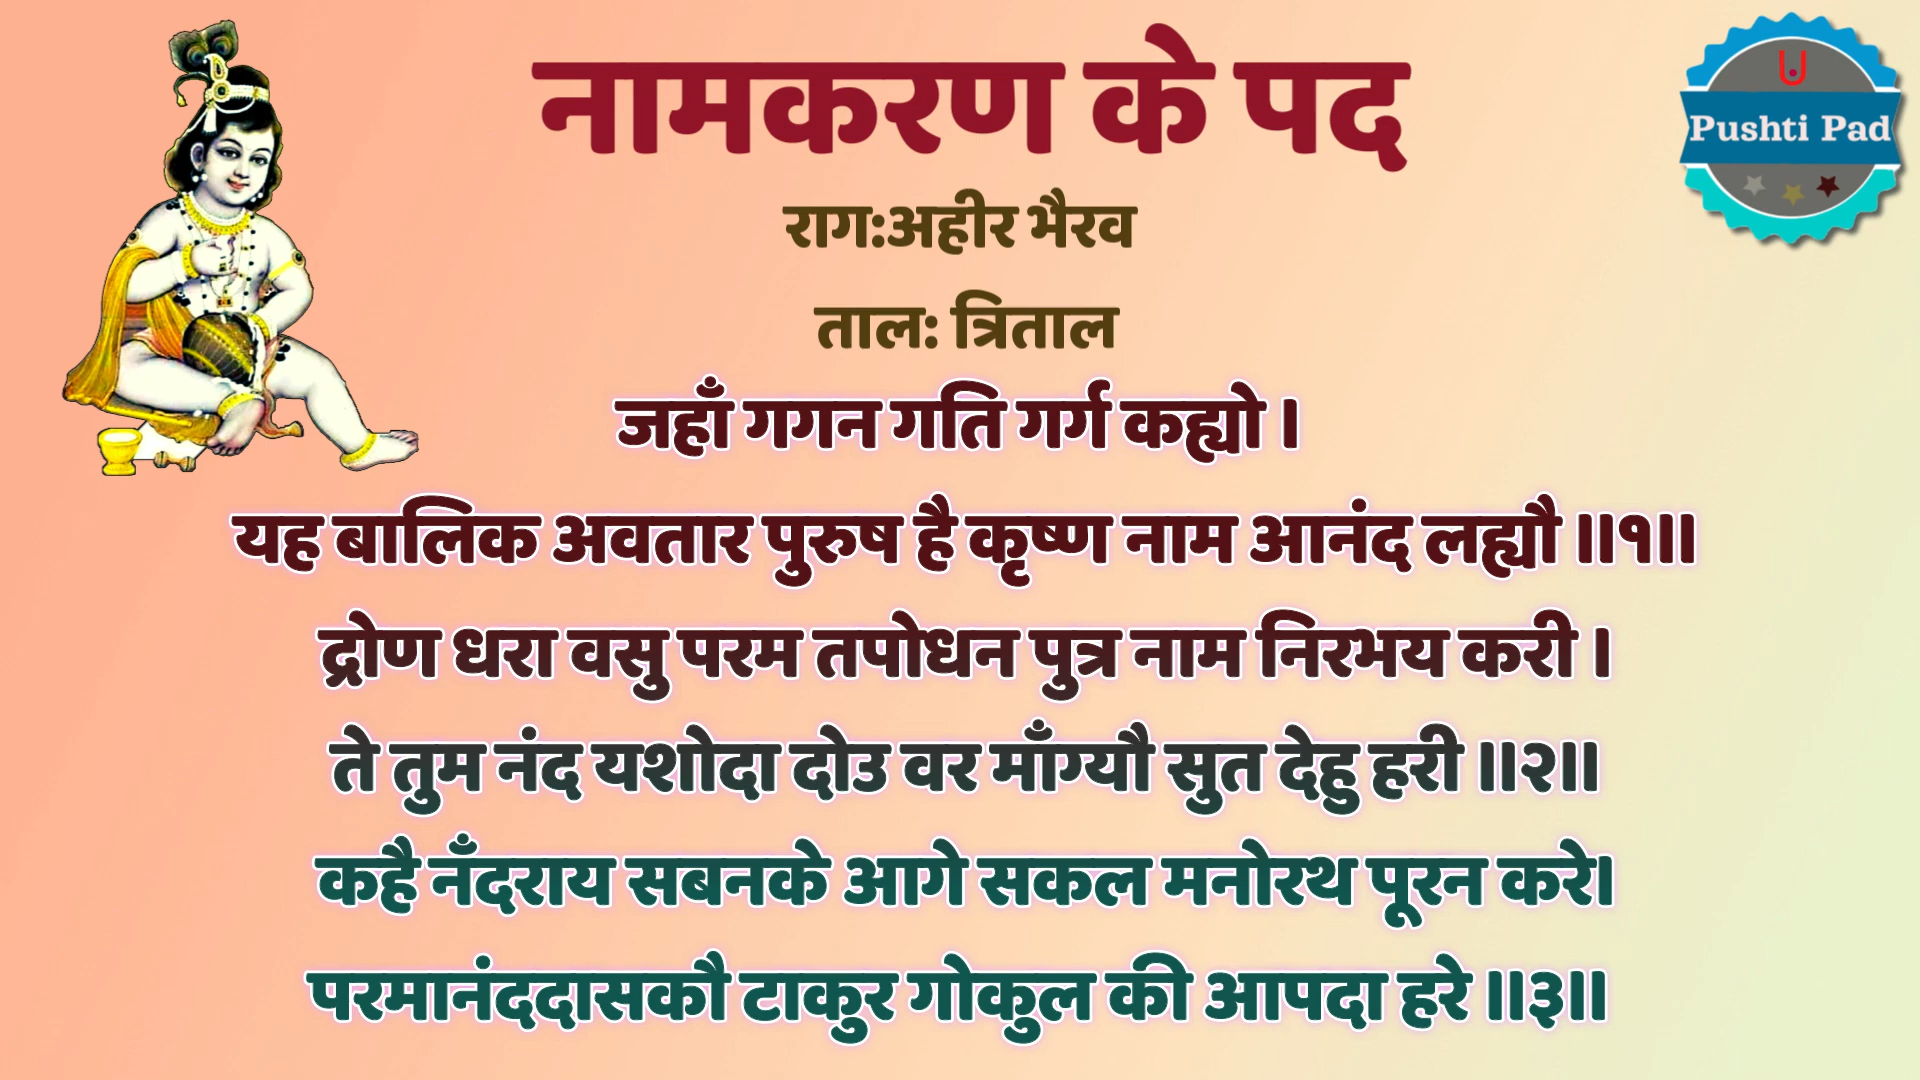 नामकरण के पद
Pushti Pad
राग:अहीर भैरव
ताल: त्रिताल
जहाँ गगन गति गर्ग कह्यो ।
यह बालिक अवतार पुरुष है कृष्ण नाम आनंद लह्यौ ॥१॥
द्रोण धरा वसु परम तपोधन पुत्र नाम निरभय करी ।
ते तुम नंद यशोदा दोउ वर माँग्यौ सुत देहु हरी ॥२॥
कहै नँदराय सबनके आगे सकल मनोरथ पूरन करे।
परमानंददासकौ टाकुर गोकुल की आपदा हरे ॥३॥